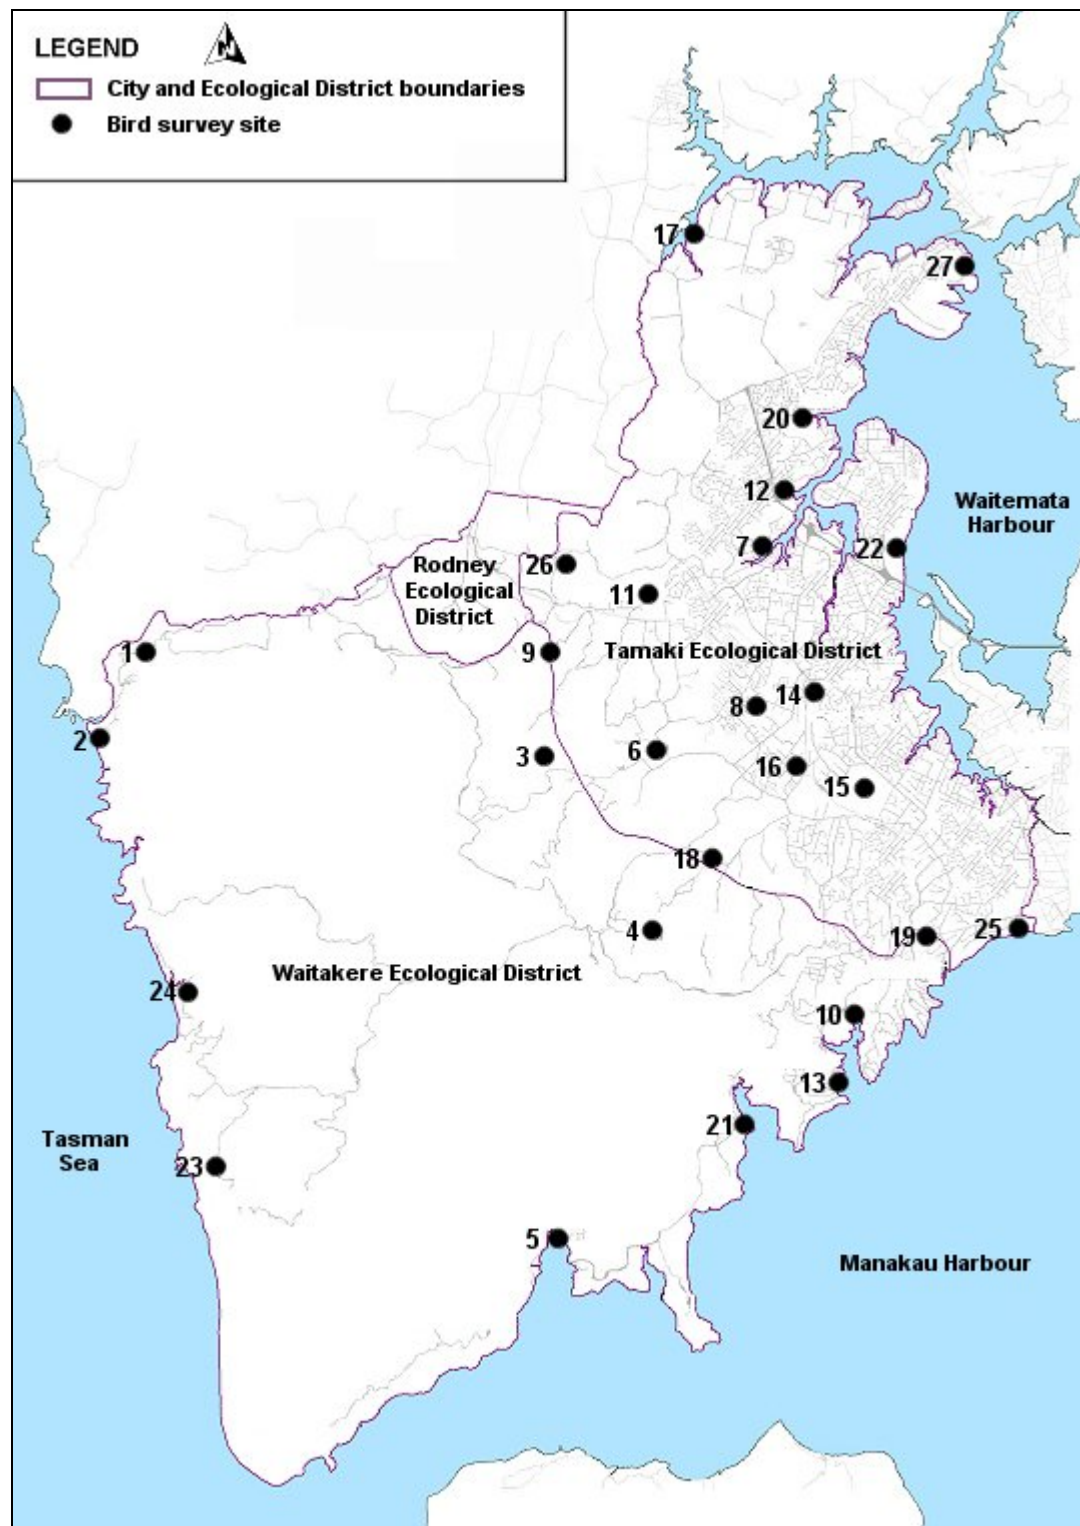 LEGEND
N
City and Ecological District boundaries
Bird survey site
17
27
20
12
Waitemata
Harbour
7
22
26
Rodney
Ecological
District
11
1
9
Tamaki Ecological District
14
8
2
3
6
16
15
18
4
19
25
Waitakere Ecological District
24
10
13
21
Tasman
Sea
23
5
Manakau Harbour